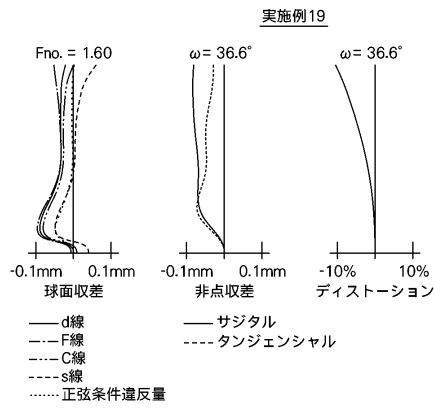 実施例19
Fno. = 1.60
ω= 36.6°
ω= 36.6°
-0.1mm 0.1mm
-0.1mm 0.1mm
-10% 10%
球面収差
非点収差
ディストーション
d線
F線
C線
s線
正弦条件違反量
サジタル
タンジェンシャル